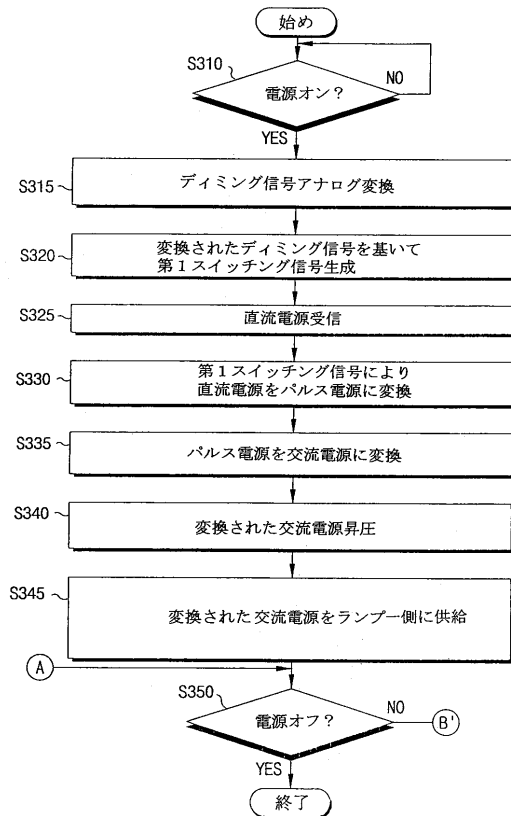 始め
S310
電源オン？
NO
YES
S315
ディミング信号アナログ変換
S320
変換されたディミング信号を基いて
第１スイッチング信号生成
S325
直流電源受信
S330
第１スイッチング信号により
直流電源をパルス電源に変換
S335
パルス電源を交流電源に変換
S340
変換された交流電源昇圧
S345
変換された交流電源をランプー側に供給
A
S350
電源オフ？
NO
B'
YES
終了